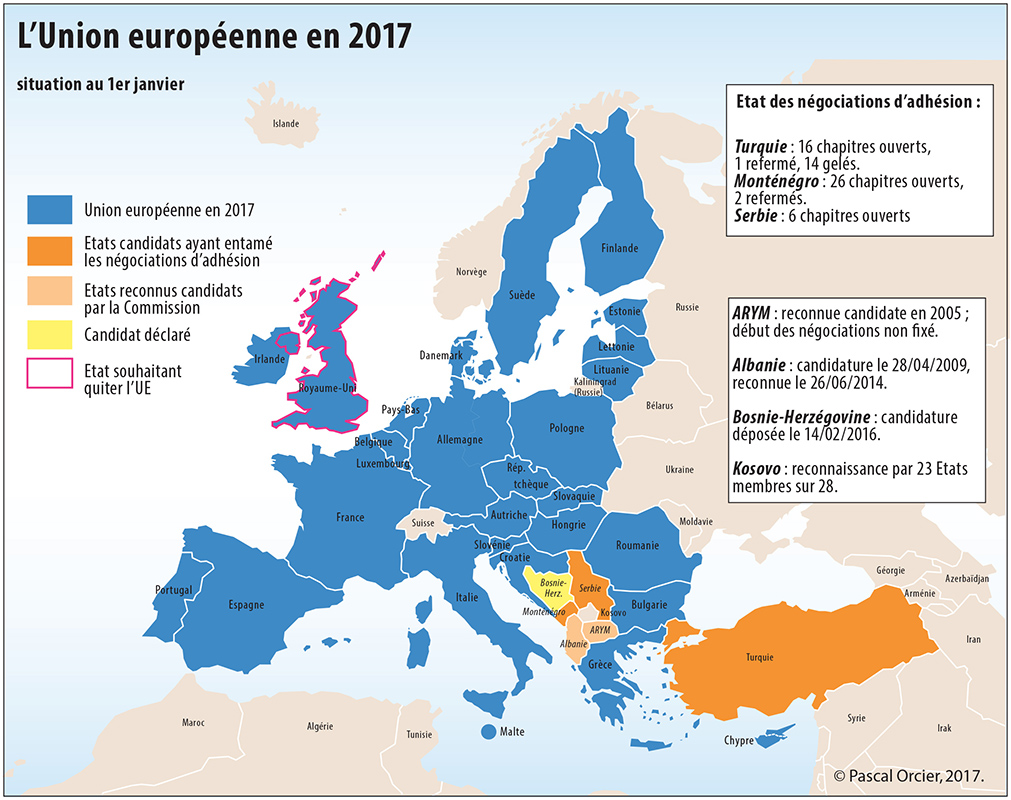 L’Union européenne en 2017
situation au 1er janvier
Union européenne en 2017
Etats candidats ayant entamé
les négociations d’adhésion
Etats reconnus candidats
par la Commission
Candidat déclaré
Etat souhaitant
quiter l’UE
Etat des négociations d’adhésion :
Turquie : 16 chapitres ouverts,
1 refermé, 14 gelés.
Monténégro : 26 chapitres ouverts,
2 refermés.
Serbie : 6 chapitres ouverts
ARYM : reconnue candidate en 2005 ;
début des négociations non fixé.
Albanie : candidature le 28/04/2009,
reconnue le 26/06/2014.
Bosnie-Herzégovine : candidature
déposée le 14/02/2016.
Kosovo : reconnaissance par 23 Etats
membres sur 28.
Islande
Norvège
Suède
Finlande
Russie
Estonie
Lettonie
Lituanie
Kaliningrad
(Russie)
Danemark
Irlande
Royaume-Uni
Pays-Bas
Belgique
Luxembourg
Allemagne
Pologne
Bélarus
Ukraine
Rép.
tchèque
Slovaquie
Autriche
Hongrie
Moldavie
France
Suisse
Slovénie
Croatie
Roumanie
Bosnie-
Herz.
Serbie
Monténégro
Kosovo
Bulgarie
ARYM
Albanie
Grèce
Italie
Portugal
Espagne
Géorgie
Azerbaïdjan
Arménie
Turquie
Iran
Syrie
Irak
Chypre
Malte
Maroc
Algérie
Tunisie
© Pascal Orcier, 2017.